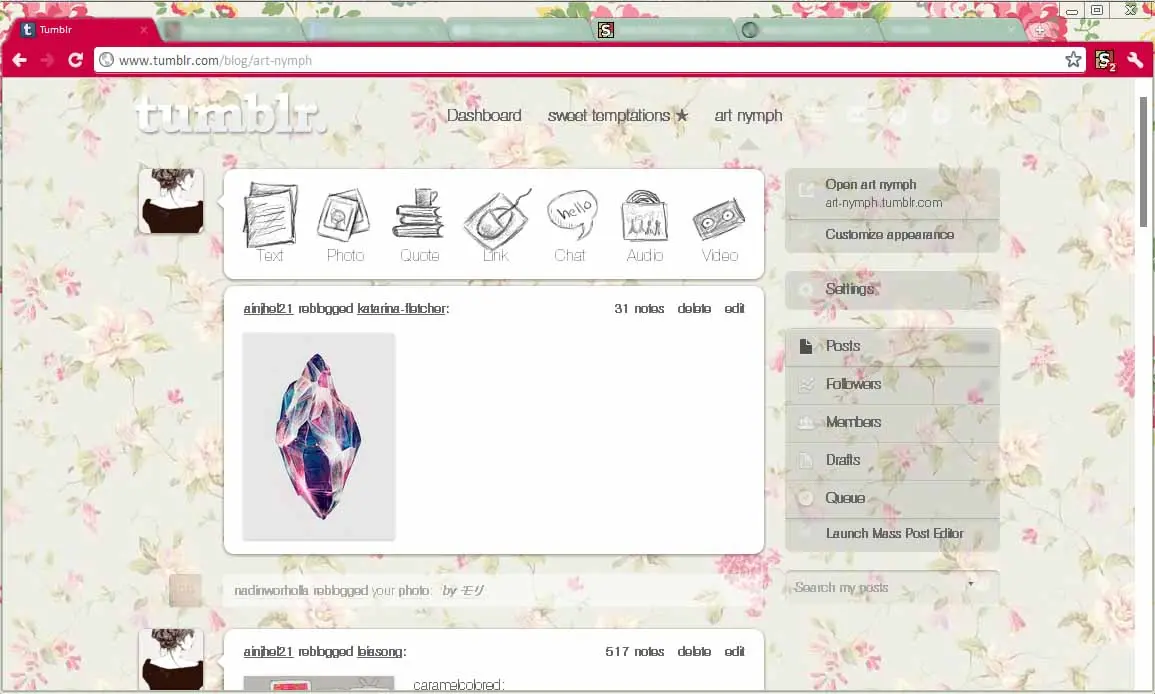 Tumblr
www.tumblr.com/blog/art-nymph
tumblr.
Dashboard sweet temptations ★ art nymph
hello
Text Photo Quote Link Chat Audio Video
ainjhel21 reblogged katarina-fletcher: 31 notes delete edit
nadinworholla reblogged your photo: by モリ
ainjhel21 reblogged leiasong: 517 notes delete edit
caramelcolored:
Open art nymph
art-nymph.tumblr.com
Customize appearance
Settings
Posts
Followers
Members
Drafts
Queue
Launch Mass Post Editor
Search my posts